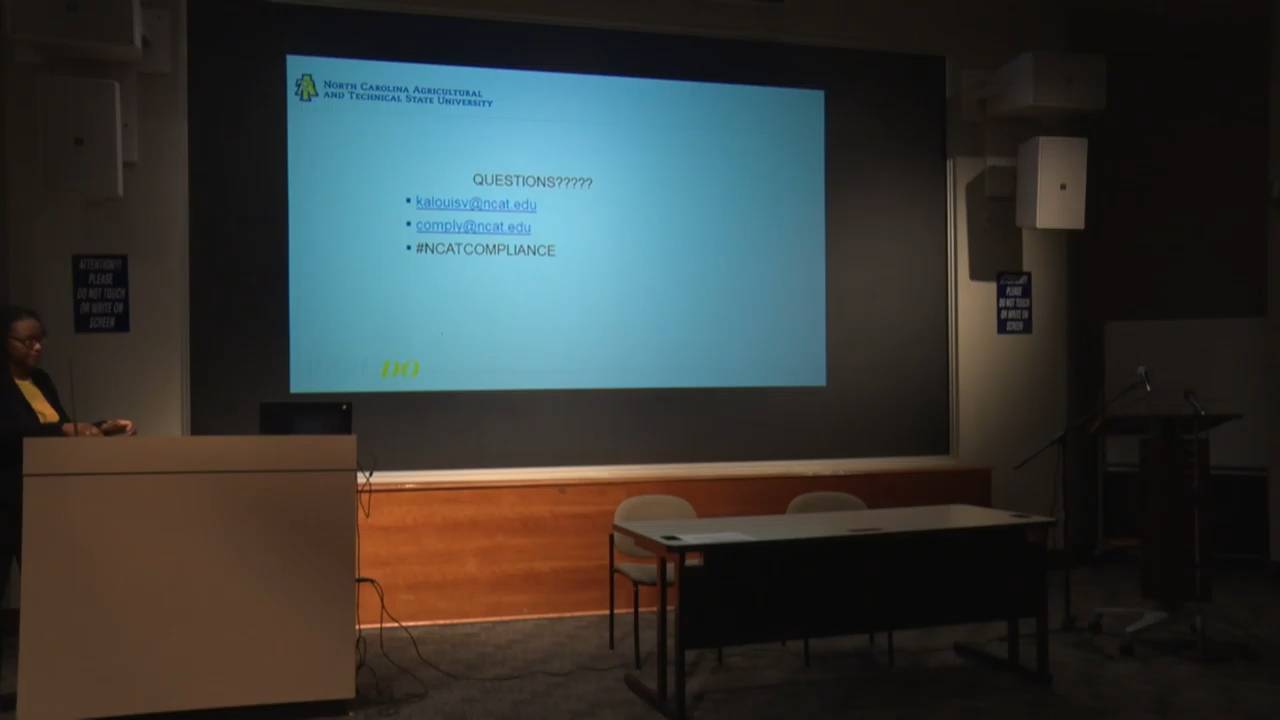 NORTH CAROLINA AGRICULTURAL
AND TECHNICAL STATE UNIVERSITY
QUESTIONS?????
kalouisv@ncat.edu
comply@ncat.edu
#NCATCOMPLIANCE
DO
ATTENTION!!!
PLEASE
DO NOT TOUCH
OR WRITE ON
SCREEN
PLEASE
DO NOT TOUCH
OR WRITE ON
SCREEN